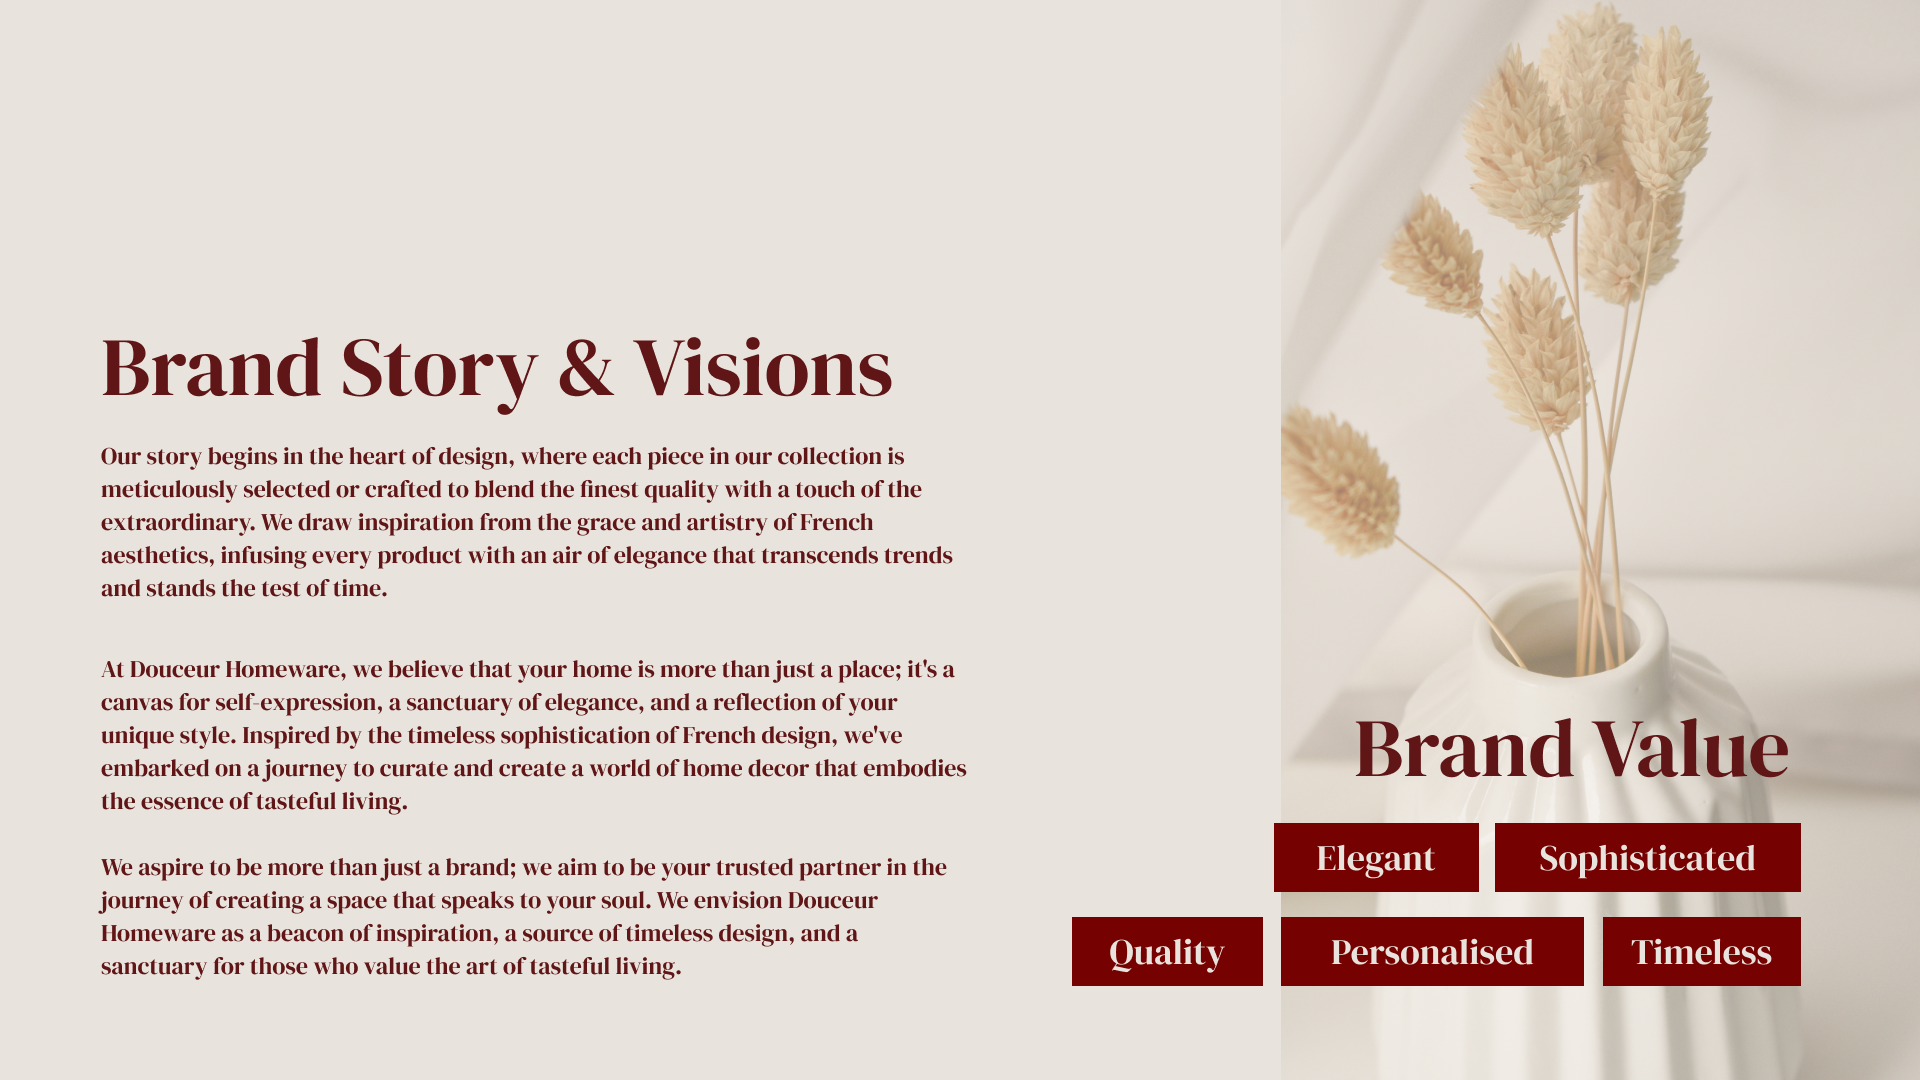 Brand Story & Visions
Our story begins in the heart of design, where each piece in our collection is
meticulously selected or crafted to blend the finest quality with a touch of the
extraordinary. We draw inspiration from the grace and artistry of French
aesthetics, infusing every product with an air of elegance that transcends trends
and stands the test of time.
At Douceur Homeware, we believe that your home is more than just a place; it's a
canvas for self-expression, a sanctuary of elegance, and a reflection of your
unique style. Inspired by the timeless sophistication of French design, we've
embarked on a journey to curate and create a world of home decor that embodies
the essence of tasteful living.
We aspire to be more than just a brand; we aim to be your trusted partner in the
journey of creating a space that speaks to your soul. We envision Douceur
Homeware as a beacon of inspiration, a source of timeless design, and a
sanctuary for those who value the art of tasteful living.
Brand Value
Elegant Sophisticated
Quality Personalised Timeless